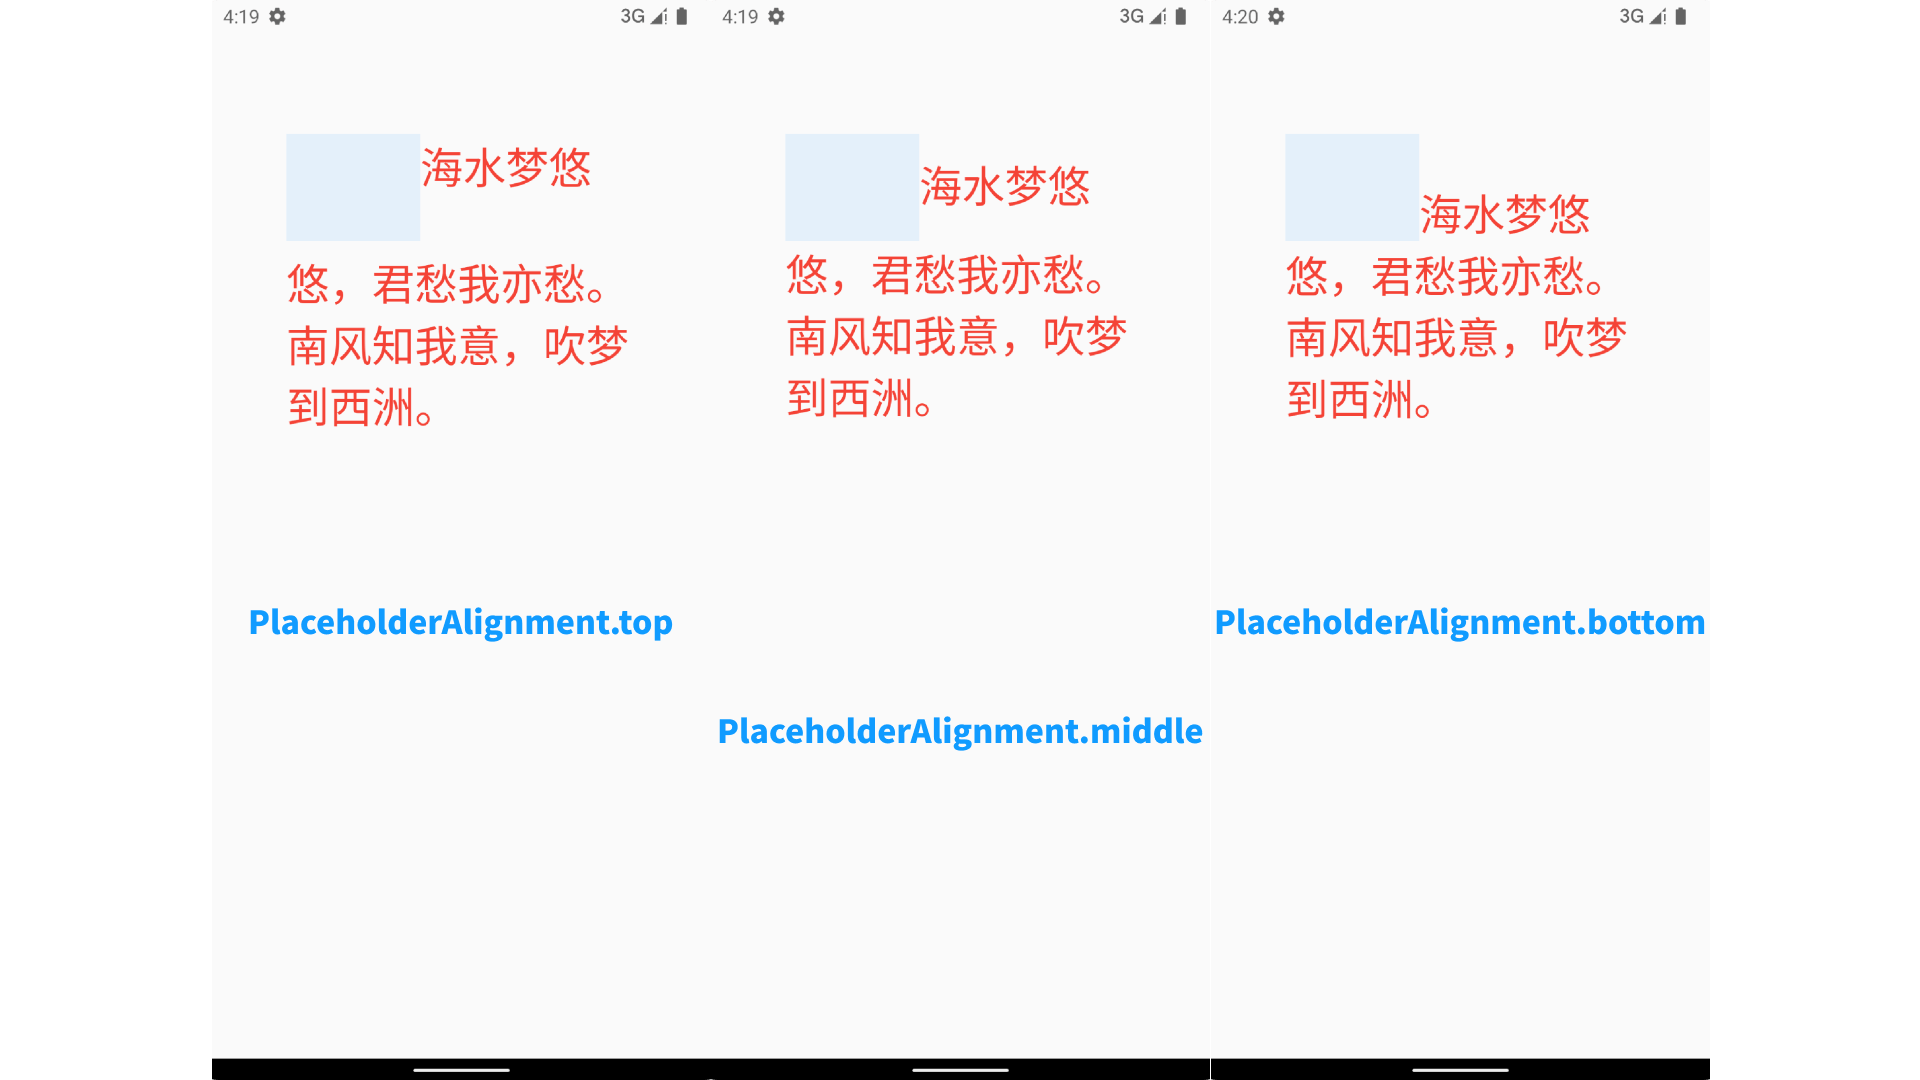 4:19
3G
海水梦悠
悠，君愁我亦愁。
南风知我意，吹梦
到西洲。
PlaceholderAlignment.top
4:19
3G
海水梦悠
悠，君愁我亦愁。
南风知我意，吹梦
到西洲。
PlaceholderAlignment.middle
4:20
3G
海水梦悠
悠，君愁我亦愁。
南风知我意，吹梦
到西洲。
PlaceholderAlignment.bottom